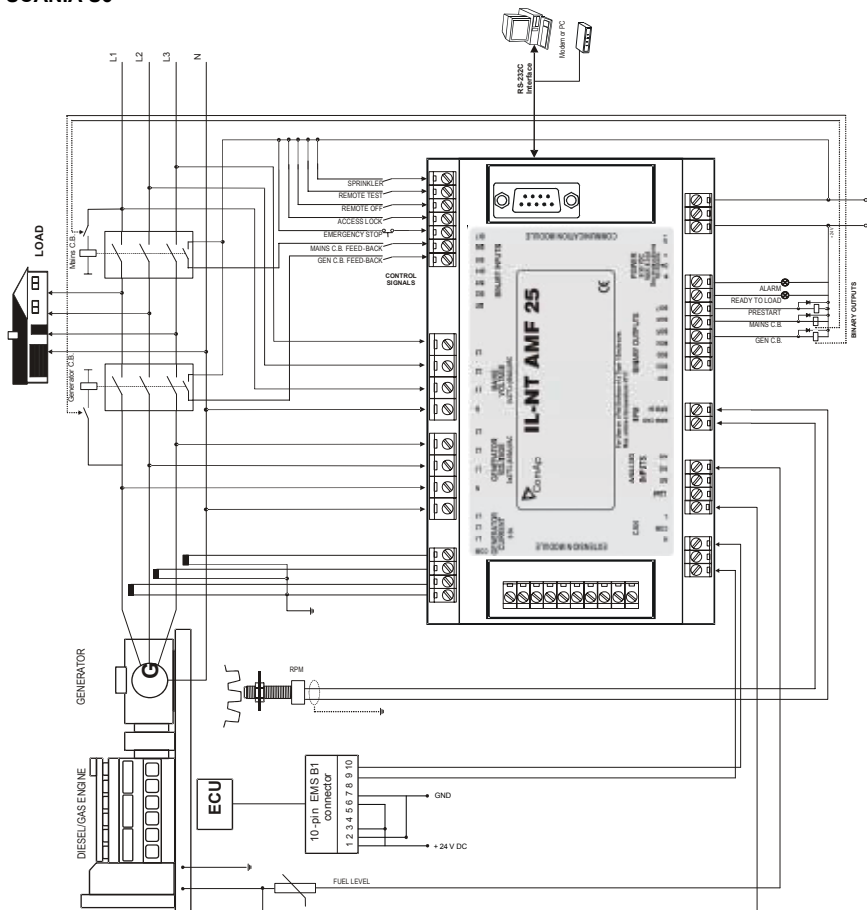 L1
L2
L3
N
Modem or PC
RS-232C
Interface
Mains C.B.
LOAD
Generator C.B.
SPRINKLER
REMOTE TEST
REMOTE OFF
ACCESS LOCK
EMERGENCY STOP
MAINS C.B. FEED-BACK
GEN C.B. FEED-BACK
CONTROL
SIGNALS
BINARY INPUTS
COMMUNICATION MODULE
POWER
ALARM
READY TO LOAD
PRESTART
MAINS C.B.
GEN C.B.
BINARY OUTPUTS
BINARY OUTPUTS
MAINS
VOLTAGE
IL-NT AMF 25
ComAp
CE
RPM
ANALOG
INPUTS
CAN
GENERATOR
VOLTAGE
GENERATOR
CURRENT
EXTENSION MODULE
GENERATOR
G
RPM
DIESEL/GAS ENGINE
ECU
10-pin EMS B1
connector
1 2 3 4 5 6 7 8 9 10
GND
+ 24 V DC
FUEL LEVEL